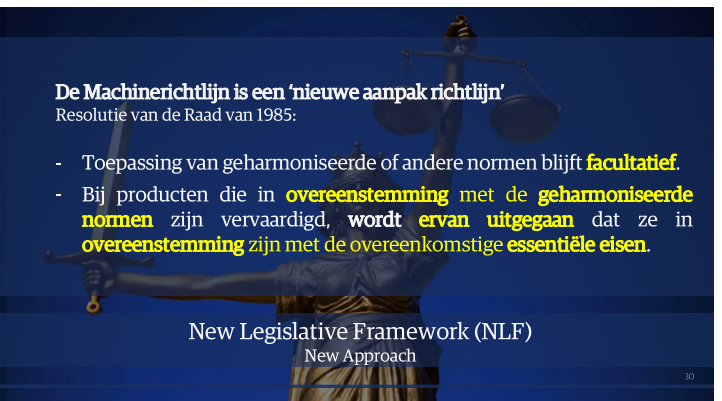 De Machinerichtlijn is een ‘nieuwe aanpak richtlijn’
Resolutie van de Raad van 1985:
- Toepassing van geharmoniseerde of andere normen blijft facultatief.
- Bij producten die in overeenstemming met de geharmoniseerde
normen zijn vervaardigd, wordt ervan uitgegaan dat ze in
overeenstemming zijn met de overeenkomstige essentiële eisen.
New Legislative Framework (NLF)
New Approach
30